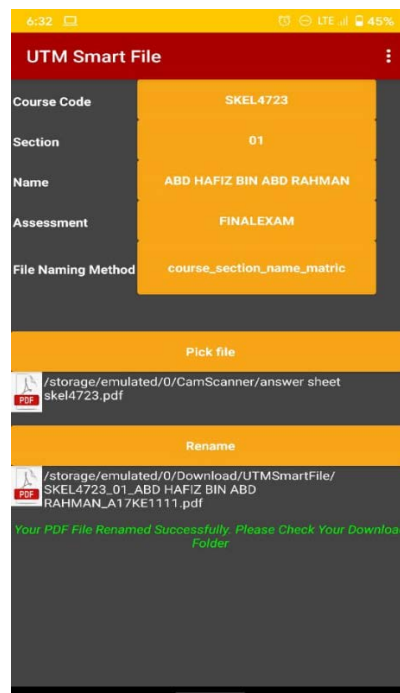 6:32 LTE 45%
UTM Smart File
Course Code SKEL4723
Section 01
Name ABD HAFIZ BIN ABD RAHMAN
Assessment FINALEXAM
File Naming Method course_section_name_matric
Pick file
PDF /storage/emulated/0/CamScanner/answer sheet
skel4723.pdf
Rename
/storage/emulated/0/Download/UTMSmartFile/
PDF SKEL4723_01_ABD HAFIZ BIN ABD
RAHMAN_A17KE1111.pdf
Your PDF File Renamed Successfully. Please Check Your Downloa
Folder